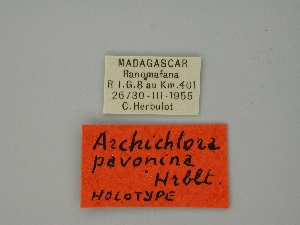 MADAGASCAR
Ranomafana
R.I.G.8 au Km.401
26/30-III-1955
C. Herbulot
Archichlora
pavonina
Hrblt.
HOLOTYPE